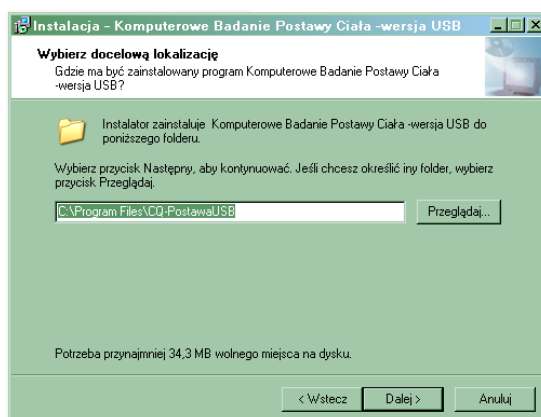 Instalacja - Komputerowe Badanie Postawy Ciała -wersja USB
Wybierz docelową lokalizację
Gdzie ma być zainstalowany program Komputerowe Badanie Postawy Ciała
-wersja USB?
Instalator zainstaluje Komputerowe Badanie Postawy Ciała -wersja USB do
poniższego folderu.
Wybierz przycisk Następny, aby kontynuować. Jeśli chcesz określić iny folder, wybierz
przycisk Przeglądaj.
C:\Program Files\CQ-PostawaUSB
Przeglądaj...
Potrzeba przynajmniej 34,3 MB wolnego miejsca na dysku.
< Wstecz
Dalej >
Anuluj